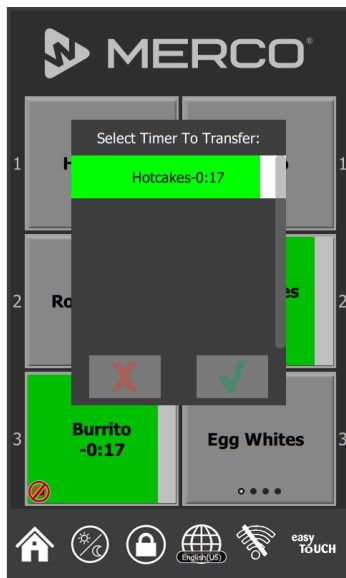 MERCO®
Select Timer To Transfer:
Hotcakes-0:17
1
1
2
2
3
Burrito
-0:17
Egg Whites
3
English(US)
easy
TOUCH